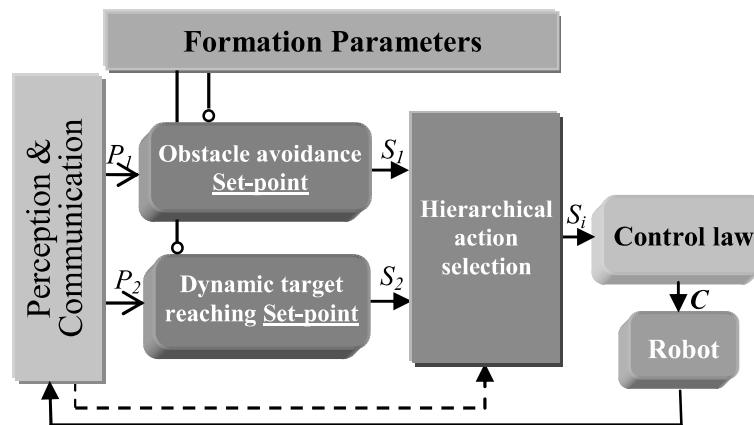 Formation Parameters
Perception &
Communication
P1
Obstacle avoidance
Set-point
S1
P2
Dynamic target
reaching Set-point
S2
Hierarchical
action
selection
Si
Control law
C
Robot